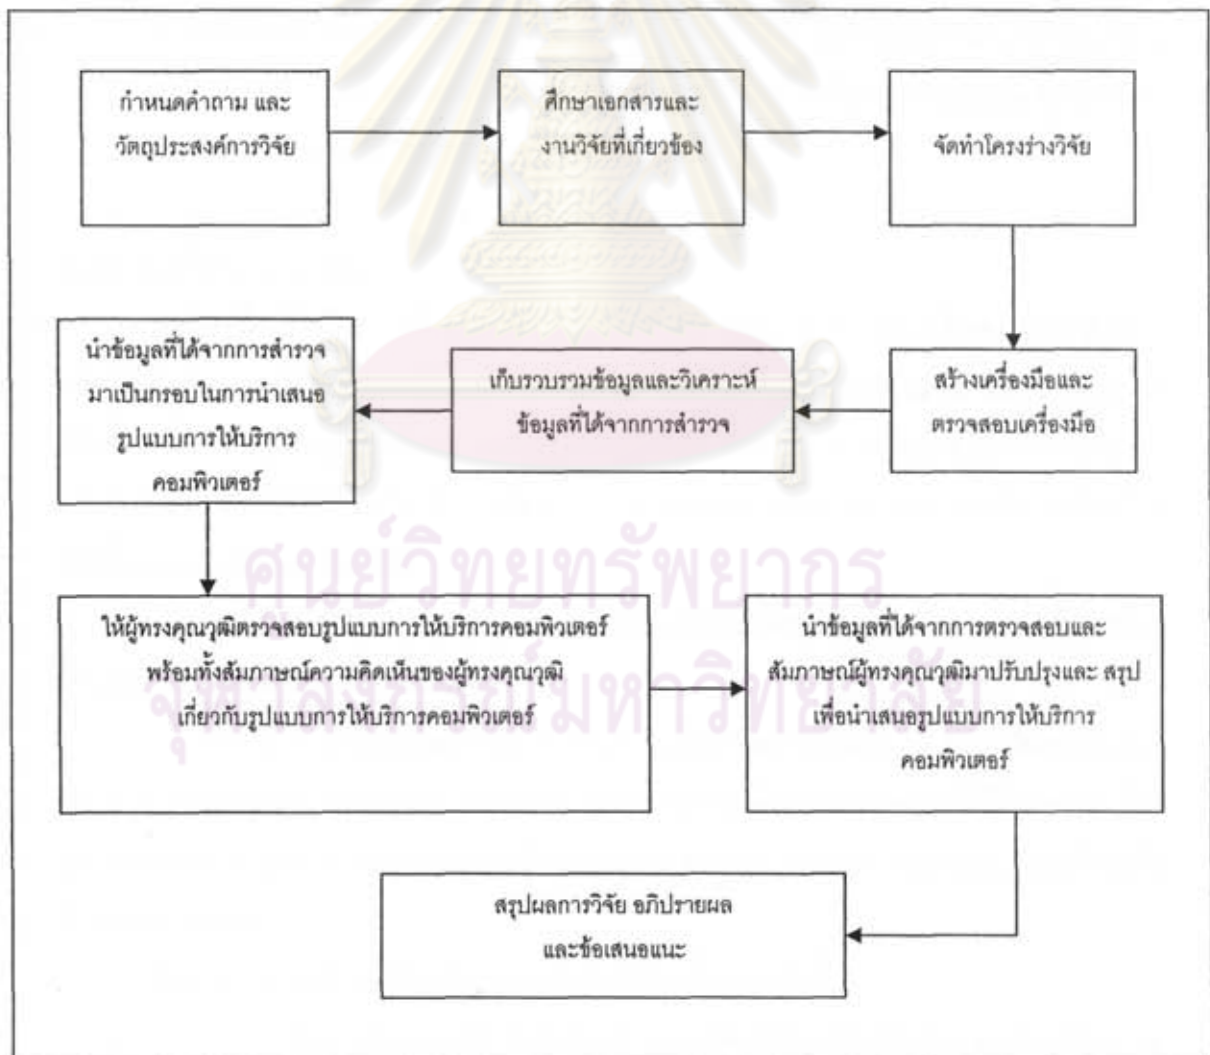 กำหนดคำถาม และ
วัตถุประสงค์การวิจัย
ศึกษาเอกสารและ
งานวิจัยที่เกี่ยวข้อง
จัดทำโครงร่างวิจัย
สร้างเครื่องมือและ
ตรวจสอบเครื่องมือ
เก็บรวบรวมข้อมูลและวิเคราะห์
ข้อมูลที่ได้จากการสำรวจ
นำข้อมูลที่ได้จากการสำรวจ
มาเป็นกรอบในการนำเสนอ
รูปแบบการให้บริการ
คอมพิวเตอร์
ให้ผู้ทรงคุณวุฒิตรวจสอบรูปแบบการให้บริการคอมพิวเตอร์
พร้อมทั้งสัมภาษณ์ความคิดเห็นของผู้ทรงคุณวุฒิ
เกี่ยวกับรูปแบบการให้บริการคอมพิวเตอร์
นำข้อมูลที่ได้จากการตรวจสอบและ
สัมภาษณ์ผู้ทรงคุณวุฒิมาปรับปรุงและ สรุป
เพื่อนำเสนอรูปแบบการให้บริการ
คอมพิวเตอร์
สรุปผลการวิจัย อภิปรายผล
และข้อเสนอแนะ
ศูนย์วิทยทรัพยากร
จุฬาลงกรณ์มหาวิทยาลัย